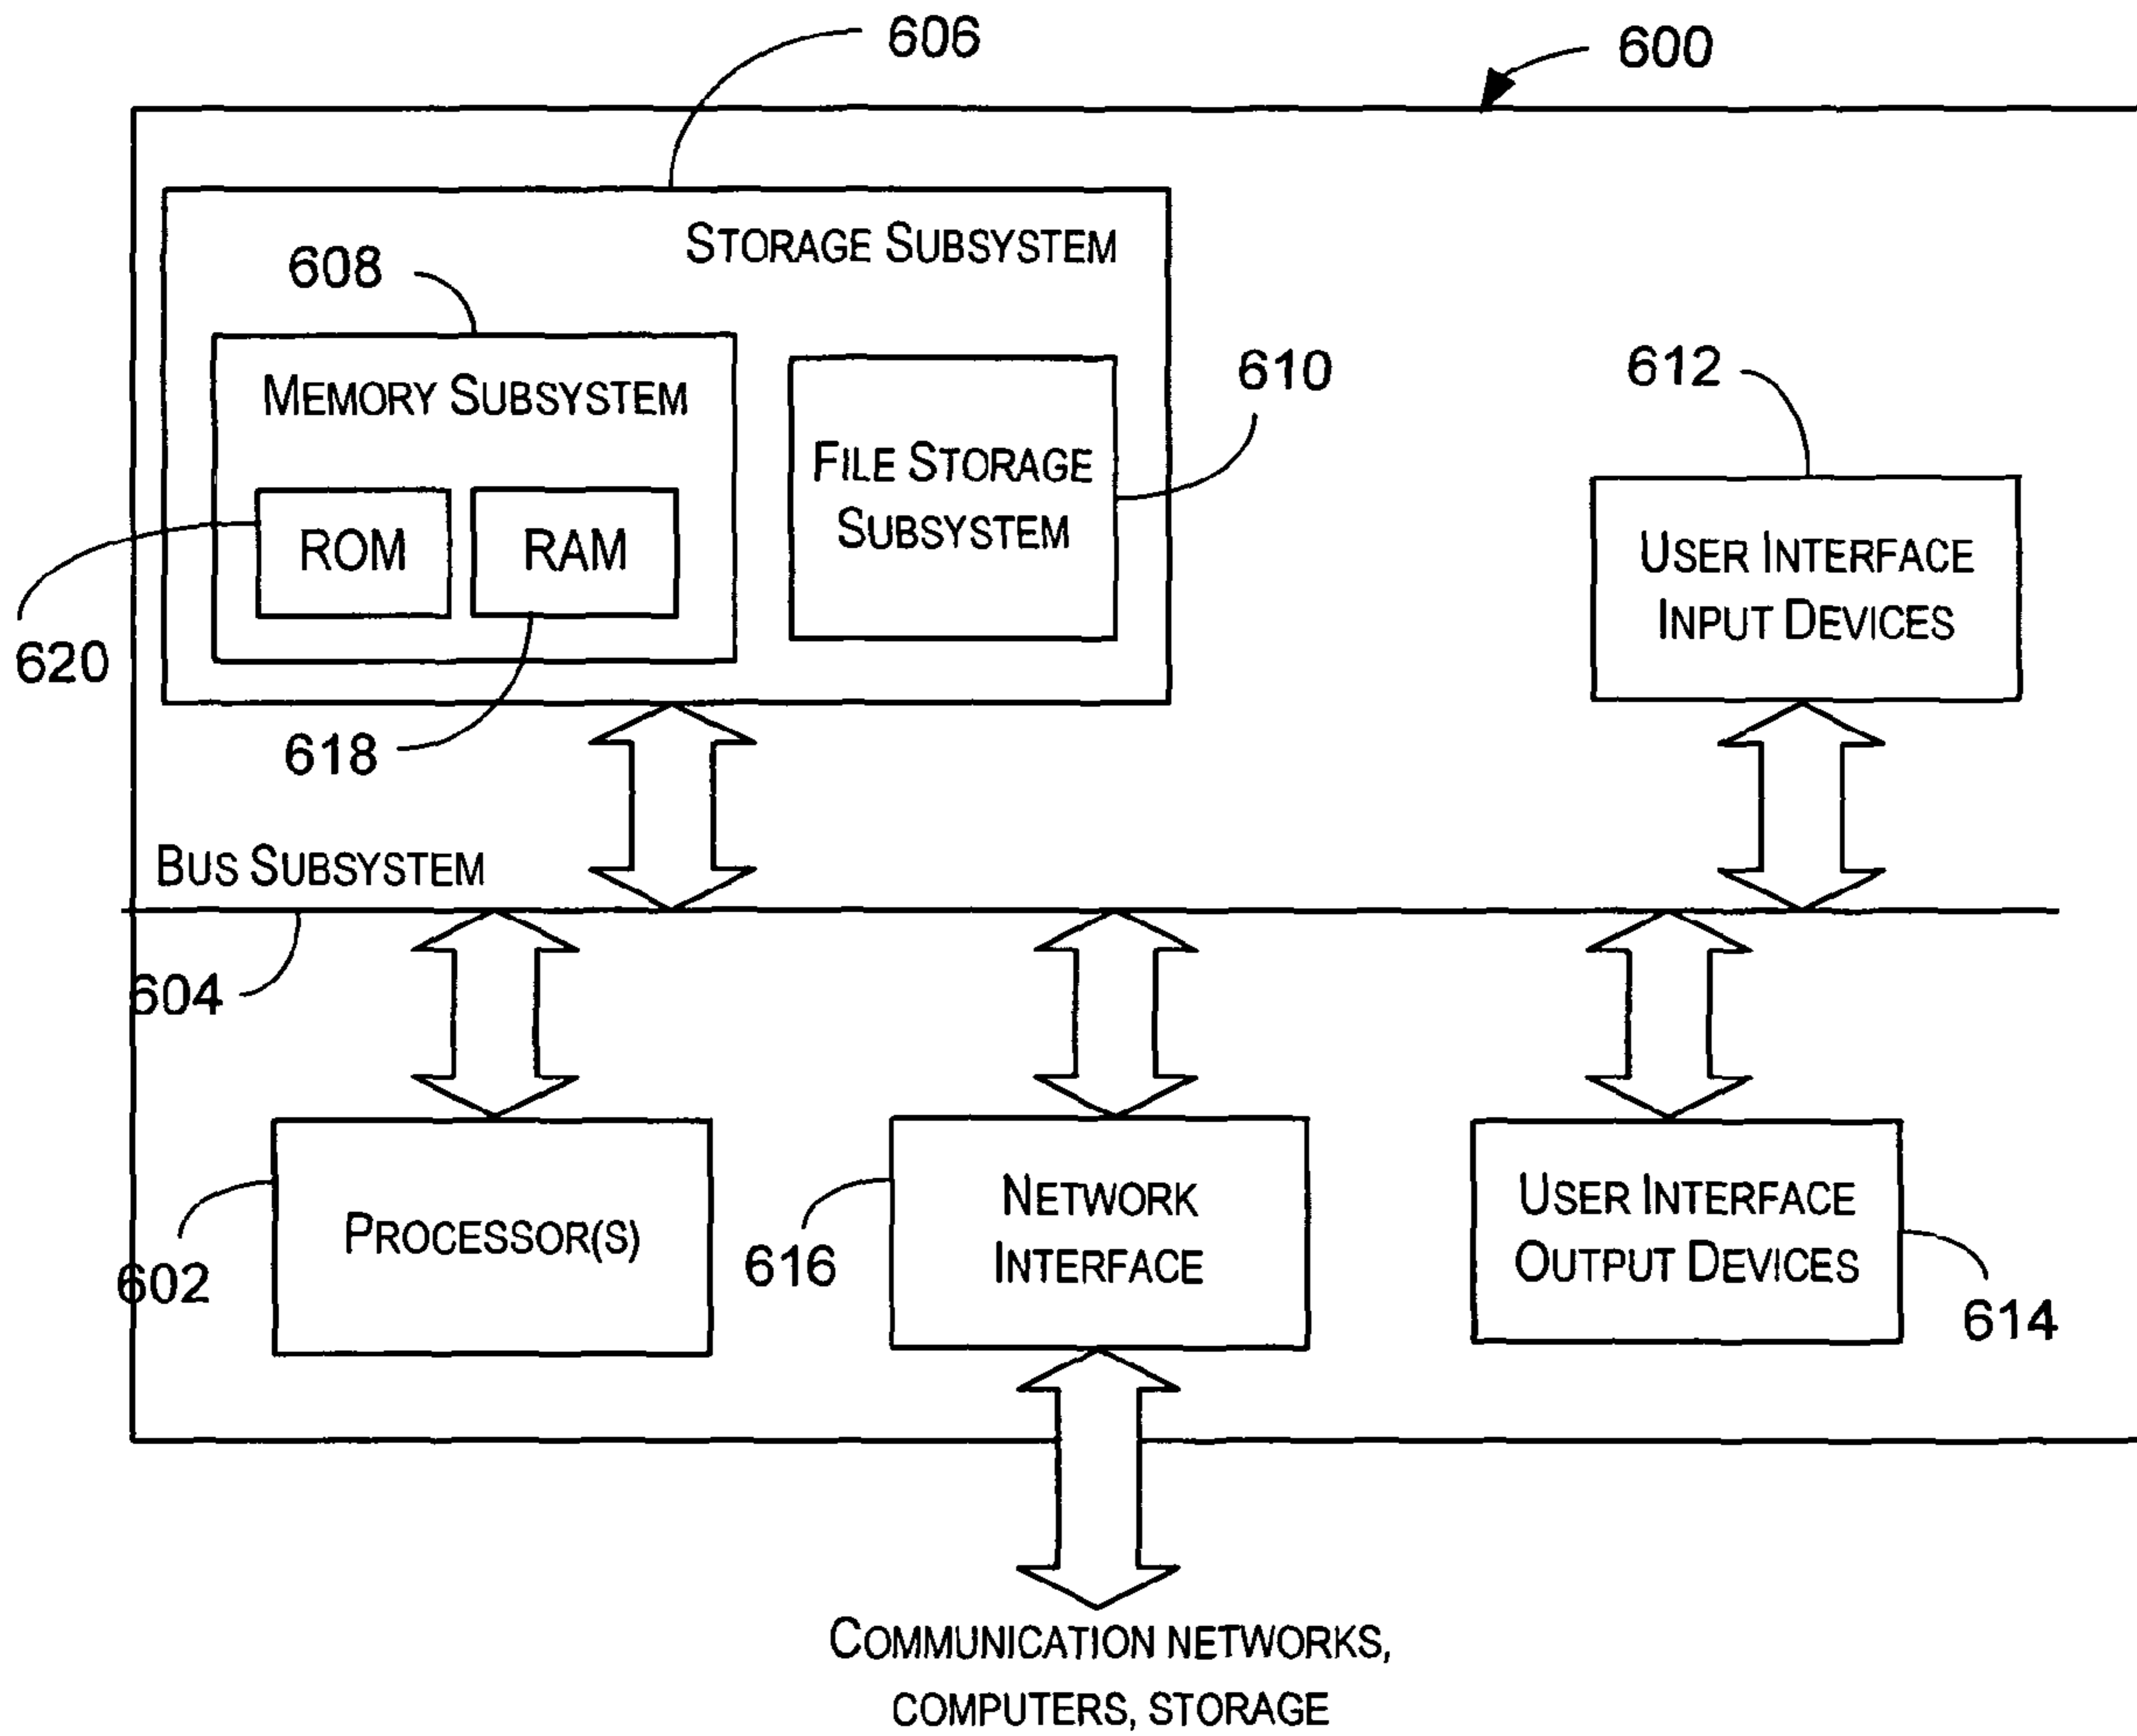 606
600
STORAGE SUBSYSTEM
608
MEMORY SUBSYSTEM
610
612
FILE STORAGE
SUBSYSTEM
ROM
RAM
USER INTERFACE
INPUT DEVICES
620
618
BUS SUBSYSTEM
604
PROCESSOR(S)
602
NETWORK
INTERFACE
616
USER INTERFACE
OUTPUT DEVICES
614
COMMUNICATION NETWORKS,
COMPUTERS, STORAGE